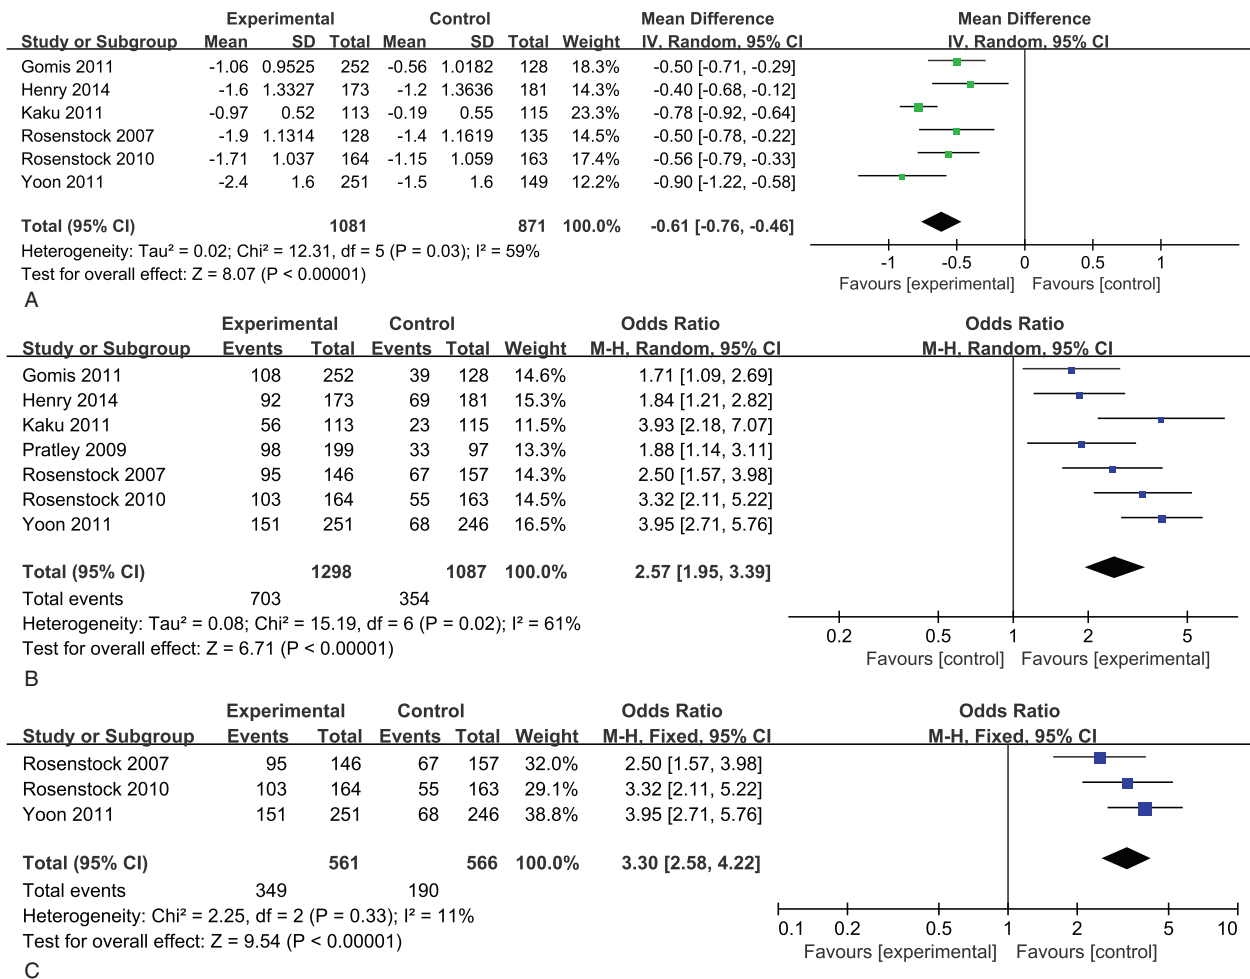 Experimental Control Mean Difference Mean Difference
Study or Subgroup Mean SD Total Mean SD Total Weight IV, Random, 95% CI IV, Random, 95% CI
Gomis 2011 -1.06 0.9525 252 -0.56 1.0182 128 18.3% -0.50 [-0.71, -0.29]
Henry 2014 -1.6 1.3327 173 -1.2 1.3636 181 14.3% -0.40 [-0.68, -0.12]
Kaku 2011 -0.97 0.52 113 -0.19 0.55 115 23.3% -0.78 [-0.92, -0.64]
Rosenstock 2007 -1.9 1.1314 128 -1.4 1.1619 135 14.5% -0.50 [-0.78, -0.22]
Rosenstock 2010 -1.71 1.037 164 -1.15 1.059 163 17.4% -0.56 [-0.79, -0.33]
Yoon 2011 -2.4 1.6 251 -1.5 1.6 149 12.2% -0.90 [-1.22, -0.58]
Total (95% CI) 1081 871 100.0% -0.61 [-0.76, -0.46]
Heterogeneity: Tau² = 0.02; Chi² = 12.31, df = 5 (P = 0.03); I² = 59%
Test for overall effect: Z = 8.07 (P < 0.00001)
-1 -0.5 0 0.5 1
Favours [experimental] Favours [control]
A
Experimental Control Odds Ratio Odds Ratio
Study or Subgroup Events Total Events Total Weight M-H, Random, 95% CI M-H, Random, 95% CI
Gomis 2011 108 252 39 128 14.6% 1.71 [1.09, 2.69]
Henry 2014 92 173 69 181 15.3% 1.84 [1.21, 2.82]
Kaku 2011 56 113 23 115 11.5% 3.93 [2.18, 7.07]
Pratley 2009 98 199 33 97 13.3% 1.88 [1.14, 3.11]
Rosenstock 2007 95 146 67 157 14.3% 2.50 [1.57, 3.98]
Rosenstock 2010 103 164 55 163 14.5% 3.32 [2.11, 5.22]
Yoon 2011 151 251 68 246 16.5% 3.95 [2.71, 5.76]
Total (95% CI) 1298 1087 100.0% 2.57 [1.95, 3.39]
Total events 703 354
Heterogeneity: Tau² = 0.08; Chi² = 15.19, df = 6 (P = 0.02); I² = 61%
Test for overall effect: Z = 6.71 (P < 0.00001)
0.2 0.5 1 2 5
Favours [control] Favours [experimental]
B
Experimental Control Odds Ratio Odds Ratio
Study or Subgroup Events Total Events Total Weight M-H, Fixed, 95% CI M-H, Fixed, 95% CI
Rosenstock 2007 95 146 67 157 32.0% 2.50 [1.57, 3.98]
Rosenstock 2010 103 164 55 163 29.1% 3.32 [2.11, 5.22]
Yoon 2011 151 251 68 246 38.8% 3.95 [2.71, 5.76]
Total (95% CI) 561 566 100.0% 3.30 [2.58, 4.22]
Total events 349 190
Heterogeneity: Chi² = 2.25, df = 2 (P = 0.33); I² = 11%
Test for overall effect: Z = 9.54 (P < 0.00001)
0.1 0.2 0.5 1 2 5 10
Favours [experimental] Favours [control]
C